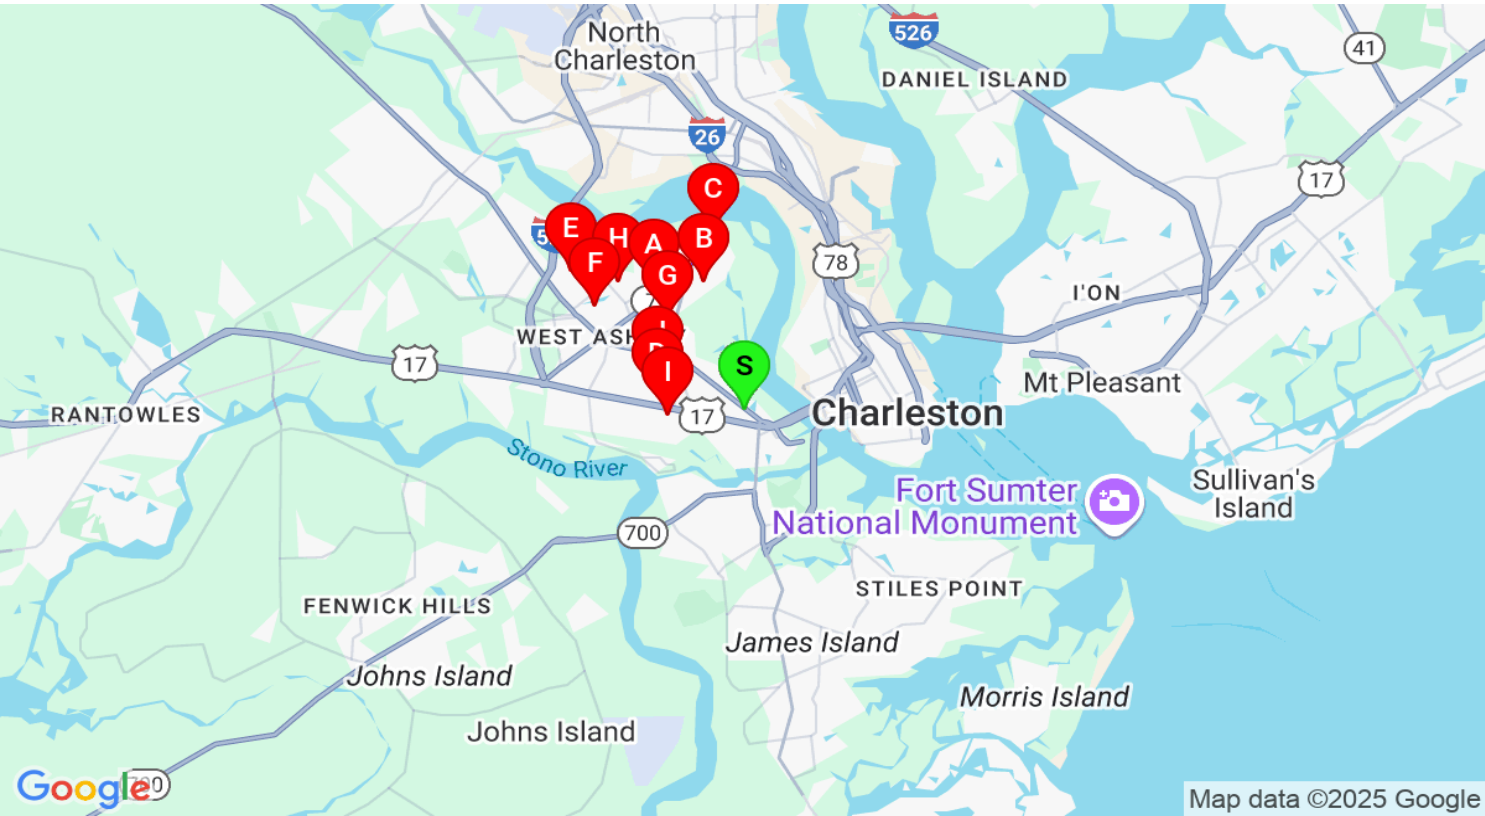 North
Charleston
526
41
DANIEL ISLAND
26
17
C
E
H
A
B
5
F
G
78
7
I'ON
WEST ASH
17
I
S
Mt Pleasant
17
Charleston
RANTOWLES
Stono River
Sullivan's
Island
Fort Sumter
National Monument
700
STILES POINT
FENWICK HILLS
James Island
Johns Island
Morris Island
Johns Island
Google
Map data ©2025 Google